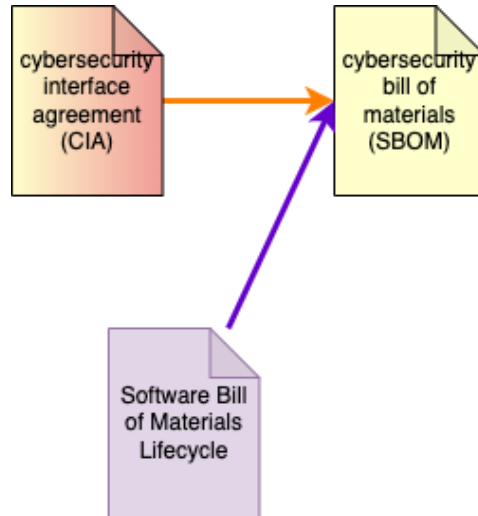 cybersecurity
interface
agreement
(CIA)
cybersecurity
bill of
materials
(SBOM)
Software Bill
of Materials
Lifecycle